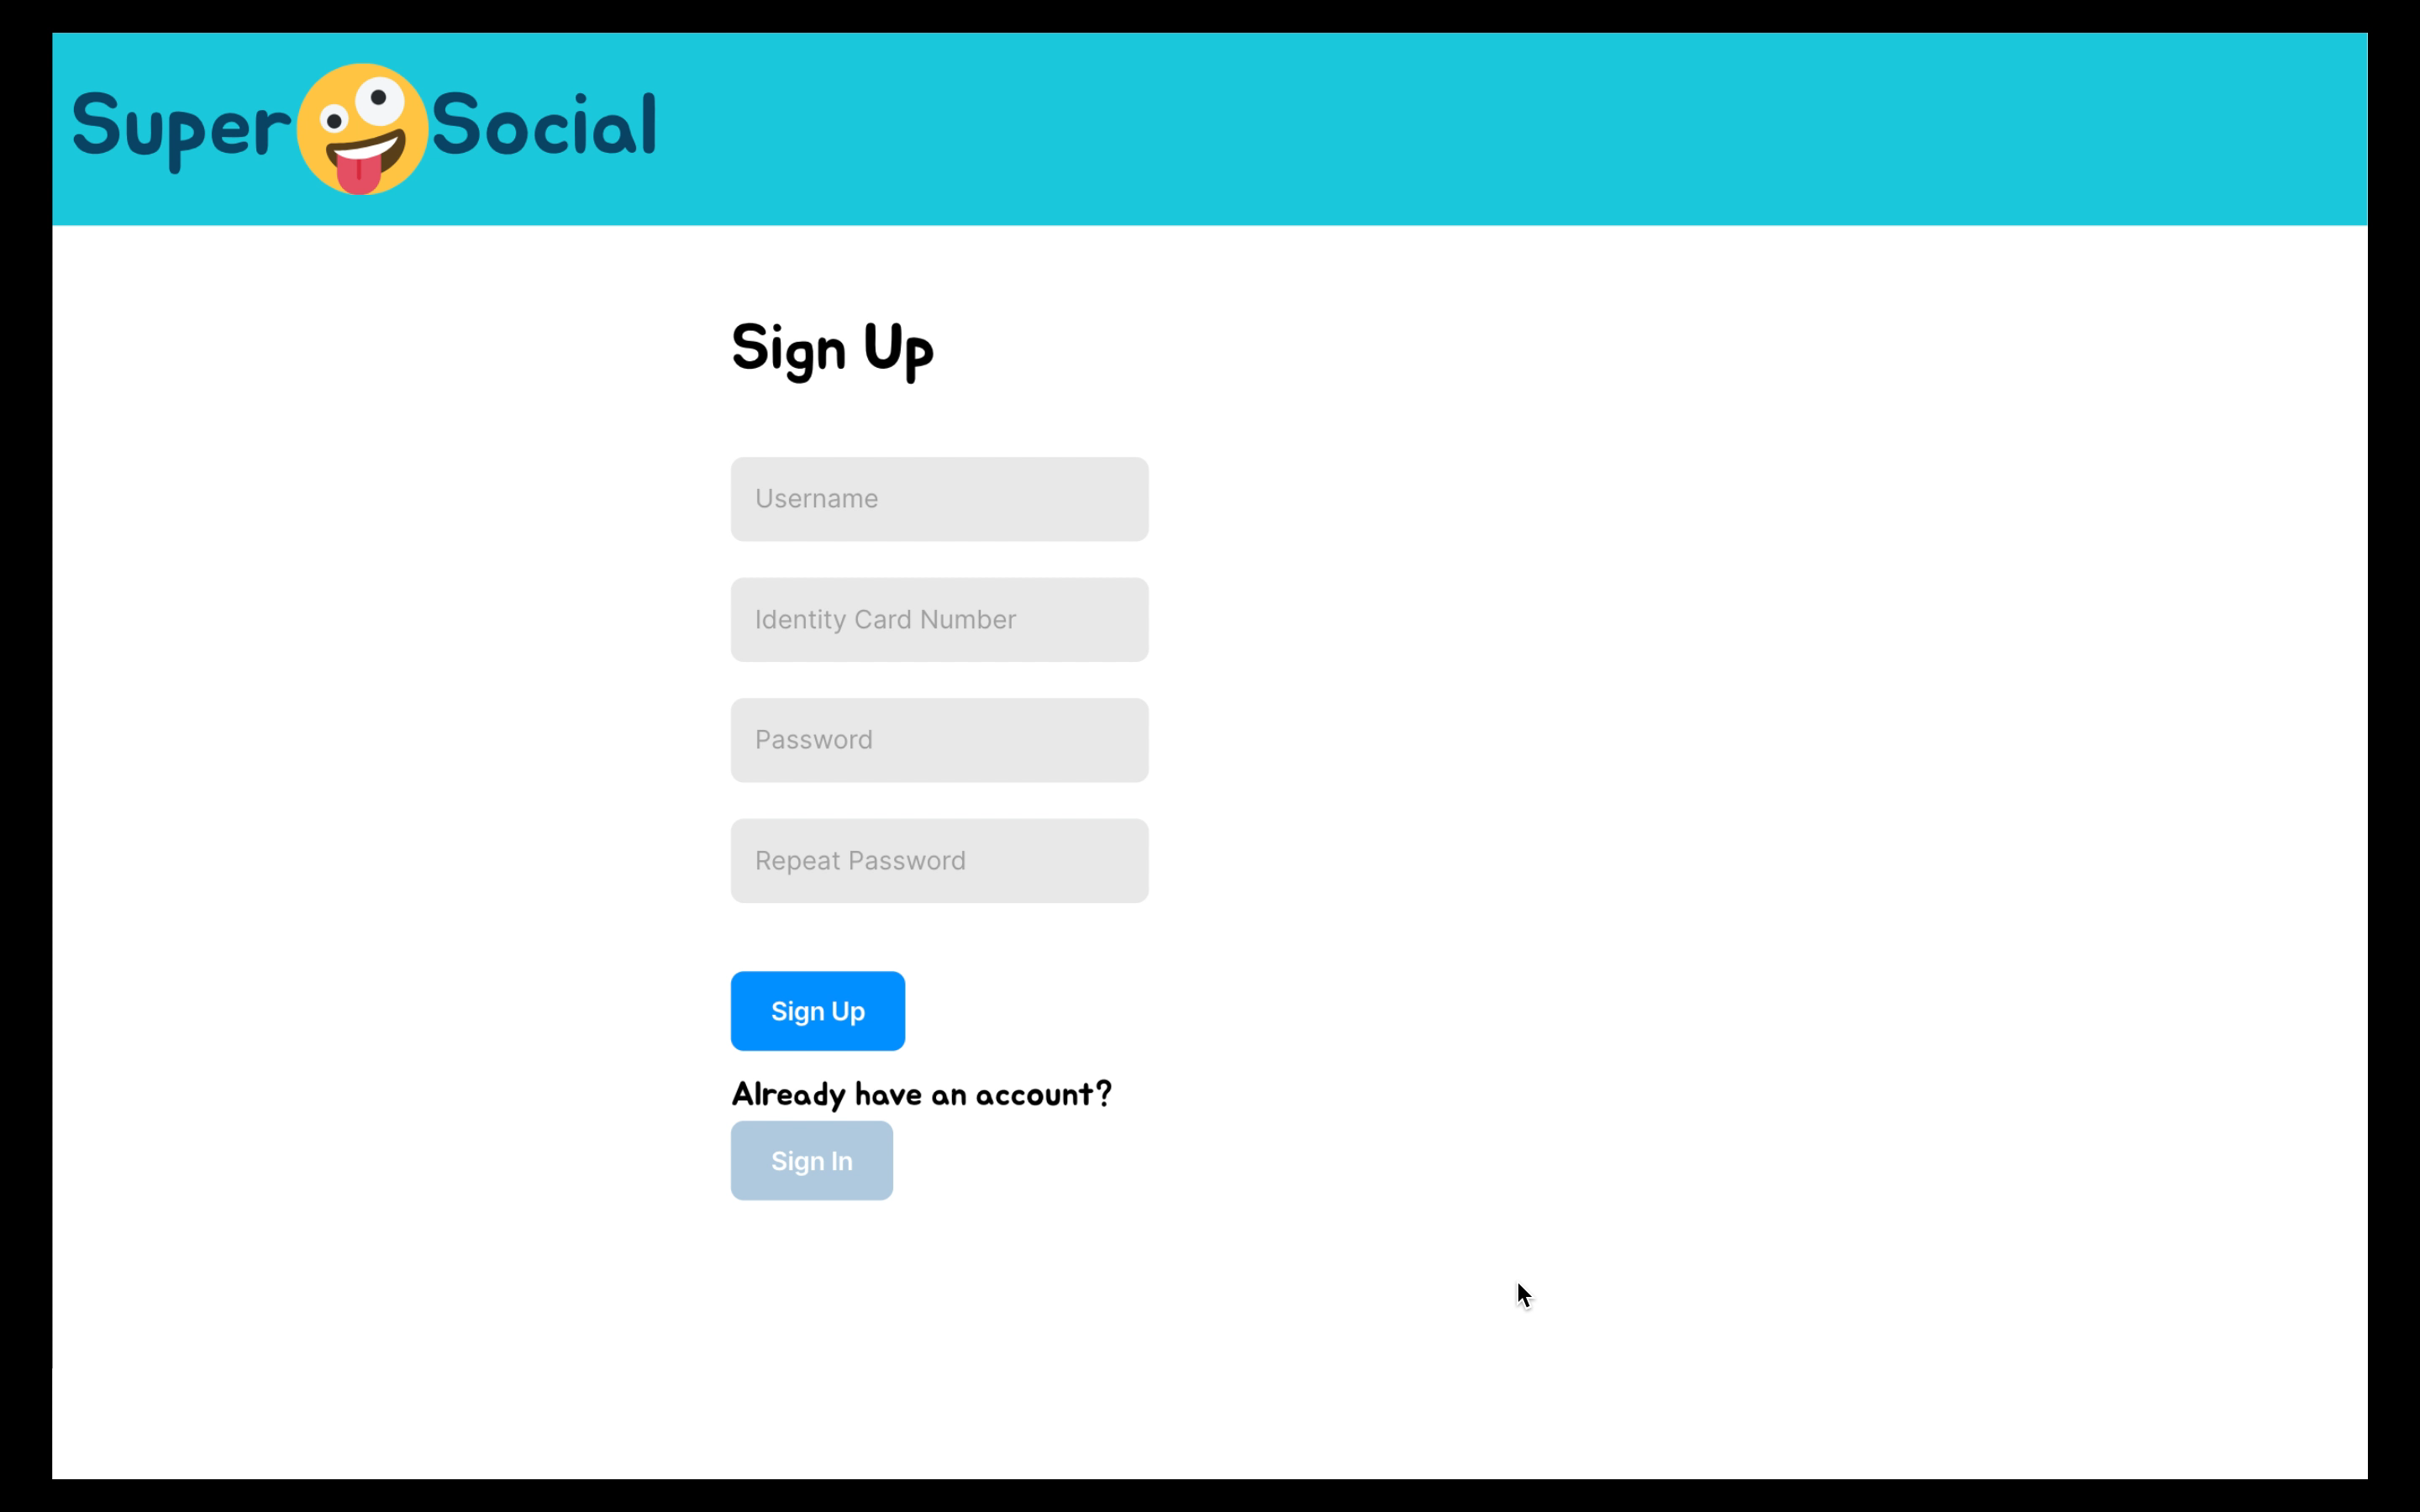 Super Social
Sign Up
Username
Identity Card Number
Password
Repeat Password
Sign Up
Already have an account?
Sign In